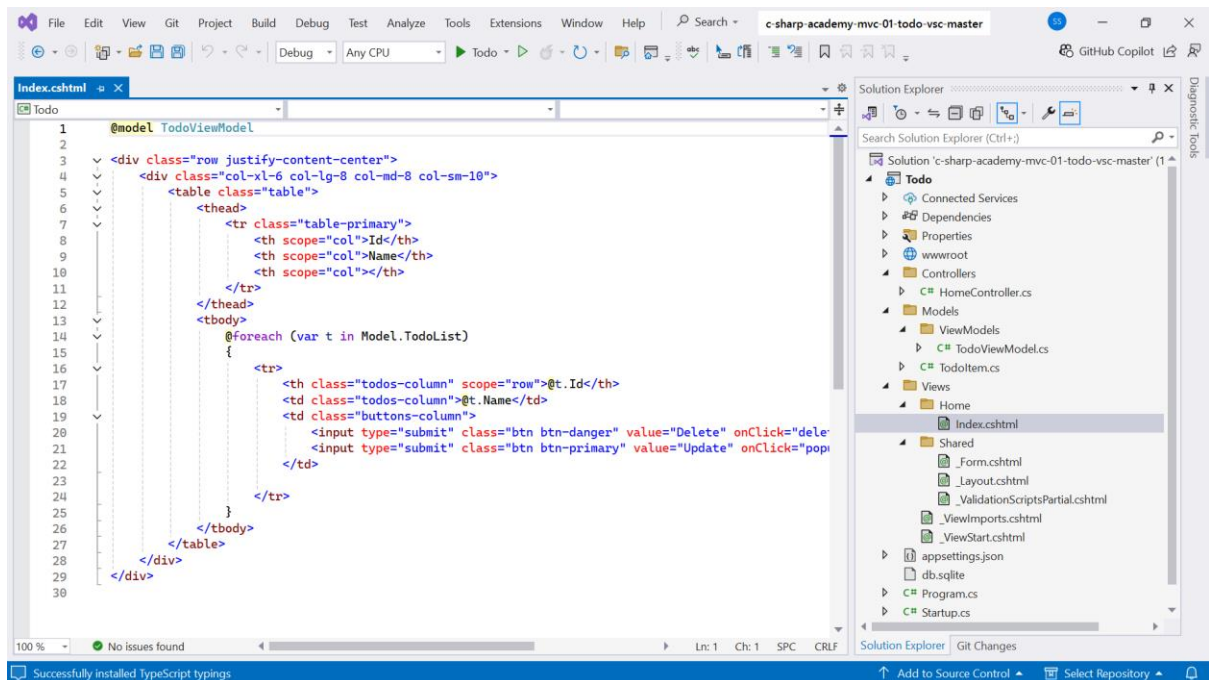 File Edit View Git Project Build Debug Test Analyze Tools Extensions Window Help Search c-sharp-academy-mvc-01-todo-vsc-master SS
Debug Any CPU Todo abc GitHub Copilot
Index.cshtml
Todo
1 @model TodoViewModel
2
3 <div class="row justify-content-center">
4 <div class="col-xl-6 col-lg-8 col-md-8 col-sm-10">
5 <table class="table">
6 <thead>
7 <tr class="table-primary">
8 <th scope="col">Id</th>
9 <th scope="col">Name</th>
10 <th scope="col"></th>
11 </tr>
12 </thead>
13 <tbody>
14 @foreach (var t in Model.TodoList)
15 {
16 <tr>
17 <th class="todos-column" scope="row">@t.Id</th>
18 <td class="todos-column">@t.Name</td>
19 <td class="buttons-column">
20 <input type="submit" class="btn btn-danger" value="Delete" onClick="delet
21 <input type="submit" class="btn btn-primary" value="Update" onClick="popu
22 </td>
23
24 </tr>
25 }
26 </tbody>
27 </table>
28 </div>
29 </div>
30
100 % No issues found Ln: 1 Ch: 1 SPC CRLF
Solution Explorer
Search Solution Explorer (Ctrl+;)
Solution 'c-sharp-academy-mvc-01-todo-vsc-master' (1
Todo
Connected Services
Dependencies
Properties
wwwroot
Controllers
C# HomeController.cs
Models
ViewModels
C# TodoViewModel.cs
C# TodoItem.cs
Views
Home
Index.cshtml
Shared
_Form.cshtml
_Layout.cshtml
_ValidationScriptsPartial.cshtml
_ViewImports.cshtml
_ViewStart.cshtml
appsettings.json
db.sqlite
C# Program.cs
C# Startup.cs
Solution Explorer Git Changes
Diagnostic Tools
Successfully installed TypeScript typings Add to Source Control Select Repository